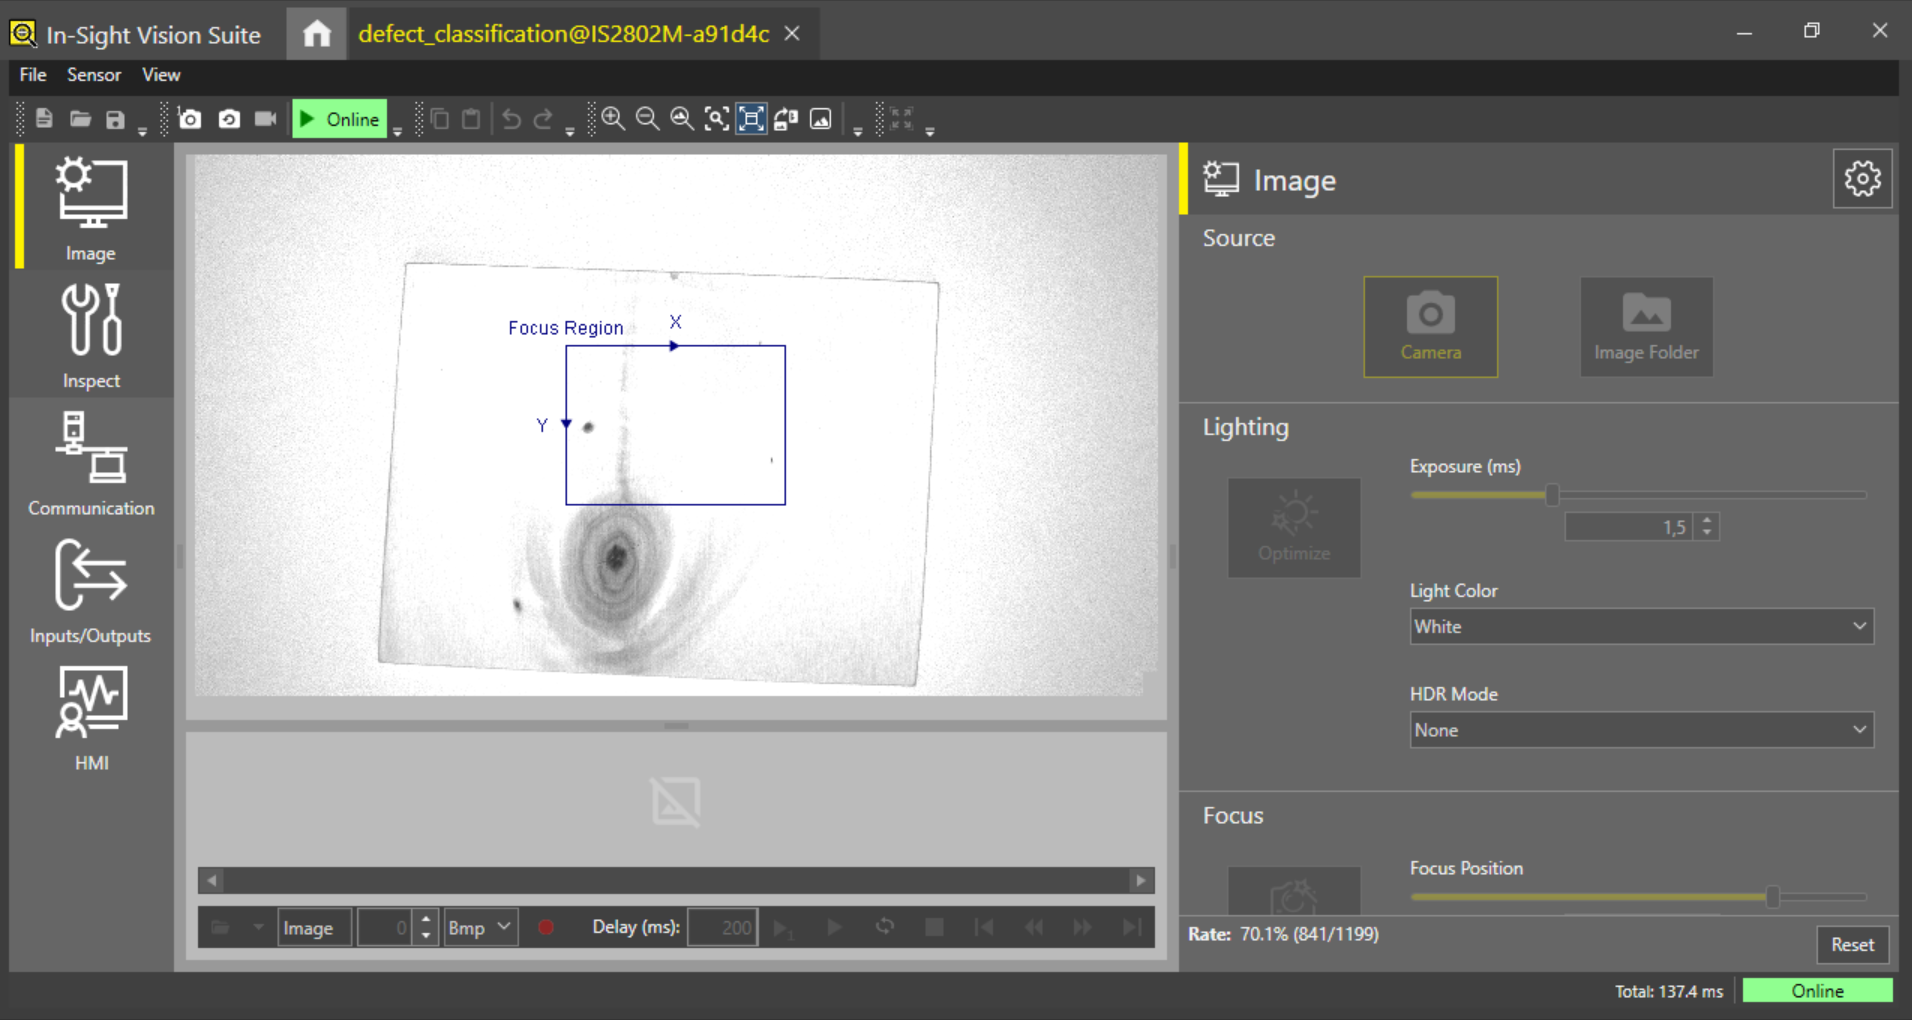 In-Sight Vision Suite
defect_classification@IS2802M-a91d4c
File Sensor View
Online
Image
Inspect
Communication
Inputs/Outputs
HMI
Focus Region
X
Y
Image 0 Bmp Delay (ms): 200
Image
Source
Camera
Image Folder
Lighting
Optimize
Exposure (ms)
1,5
Light Color
White
HDR Mode
None
Focus
Focus Position
Rate: 70.1% (841/1199)
Reset
Total: 137.4 ms
Online